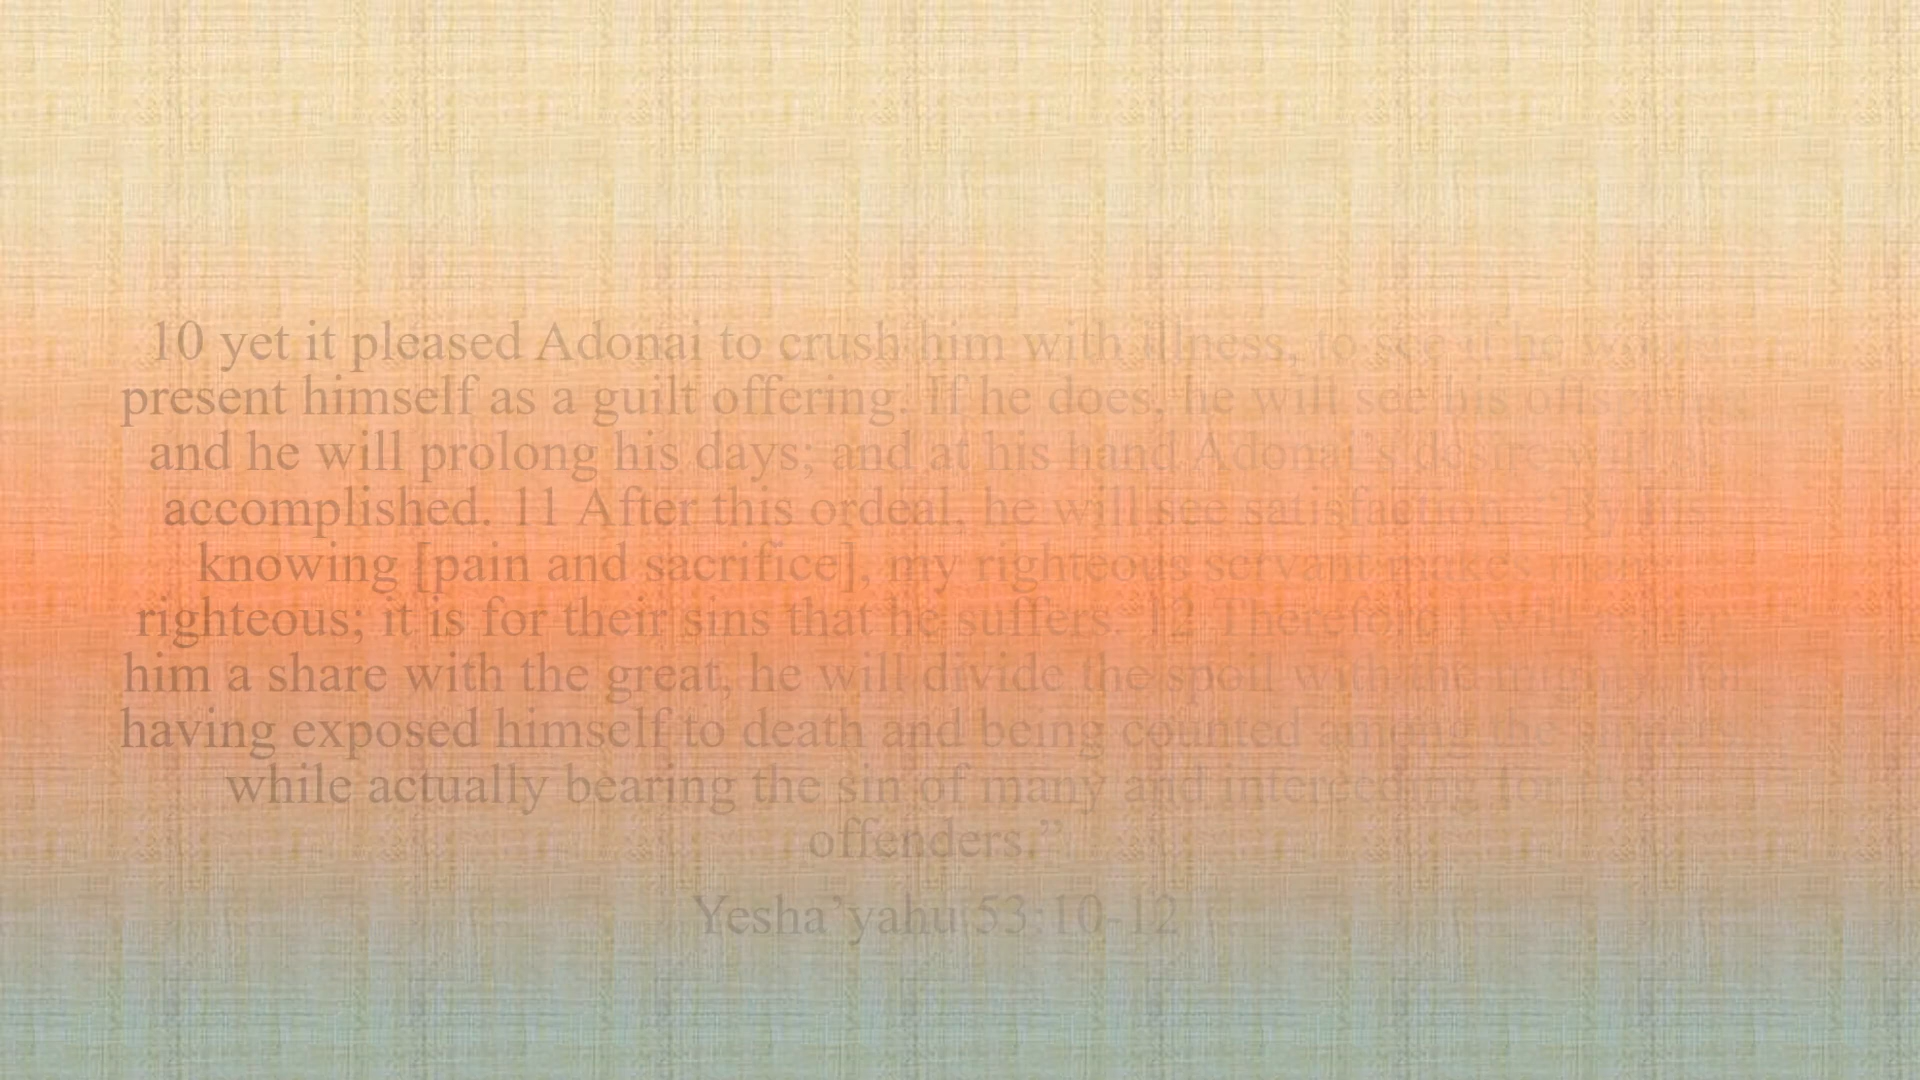 10 yet it pleased Adonai to crush him with illness, to see if he would
present himself as a guilt offering. If he does, he will see his offspring;
and he will prolong his days; and at his hand Adonai’s desire will be
accomplished. 11 After this ordeal, he will see satisfaction. “By his
knowing [pain and sacrifice], my righteous servant makes many
righteous; it is for their sins that he suffers. 12 Therefore I will
him a share with the great, he will divide the spoil with the mighty, for
having exposed himself to death and being counted among the sinners,
while actually bearing the sin of many and interceding for the
offenders.”
Yesha’yahu 53:10-12